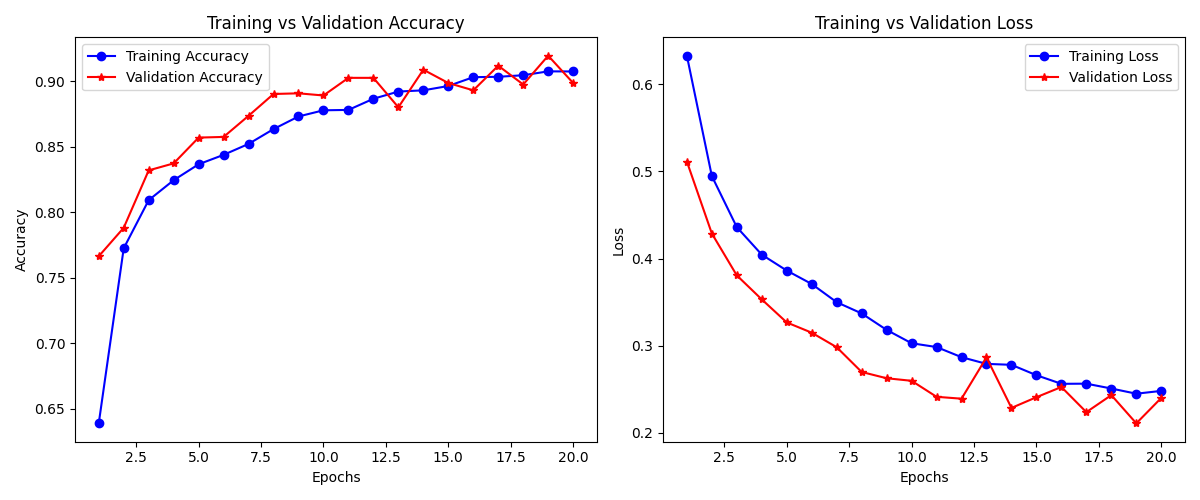 Training vs Validation Accuracy
Training Accuracy
Validation Accuracy
Accuracy
0.90
0.85
0.80
0.75
0.70
0.65
2.5 5.0 7.5 10.0 12.5 15.0 17.5 20.0
Epochs
Training vs Validation Loss
Training Loss
Validation Loss
Loss
0.6
0.5
0.4
0.3
0.2
2.5 5.0 7.5 10.0 12.5 15.0 17.5 20.0
Epochs